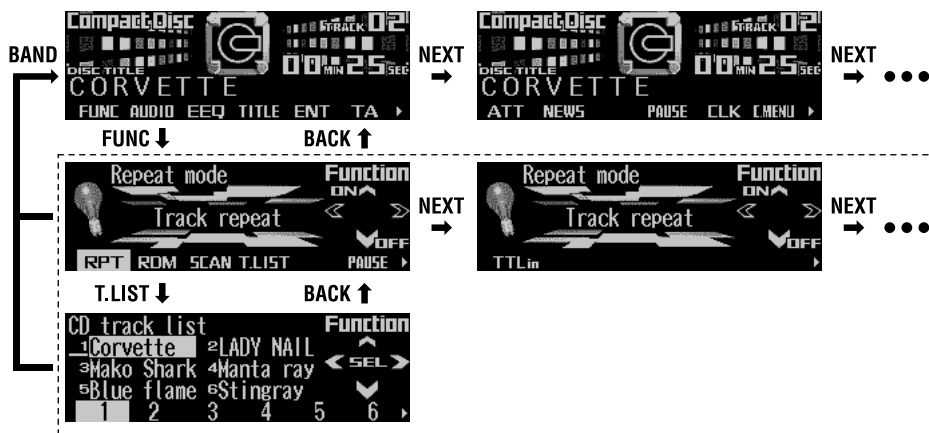 CompactDisc TRACK 02 CompactDisc TRACK 02
BAND NEXT NEXT
DISC TITLE 00 MIN 25 SEC DISC TITLE 00 MIN 25 SEC
CORVETTE CORVETTE
FUNC AUDIO EEQ TITLE ENT TA ATT NEWS PAUSE CLK C.MENU
FUNC BACK
Repeat mode Function Repeat mode Function
ON ON
Track repeat NEXT Track repeat NEXT
OFF OFF
RPT RDM SCAN T.LIST PAUSE TTLin
T.LIST BACK
CD track list Function
1Corvette 2LADY NAIL
3Mako Shark 4Manta ray SEL
5Blue flame 6Stingray
1 2 3 4 5 6